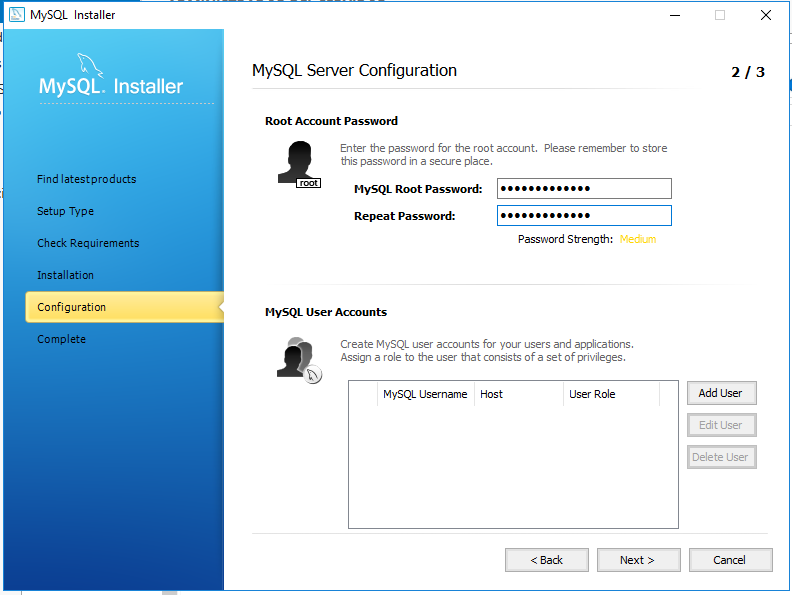 MySQL Installer
MySQL Server Configuration
2 / 3
MySQL. Installer
Find latest products
Setup Type
Check Requirements
Installation
Configuration
Complete
Root Account Password
Enter the password for the root account. Please remember to store
this password in a secure place.
root
MySQL Root Password: •••••••••••••
Repeat Password: •••••••••••••
Password Strength: Medium
MySQL User Accounts
Create MySQL user accounts for your users and applications.
Assign a role to the user that consists of a set of privileges.
MySQL Username Host User Role
Add User
Edit User
Delete User
< Back Next > Cancel